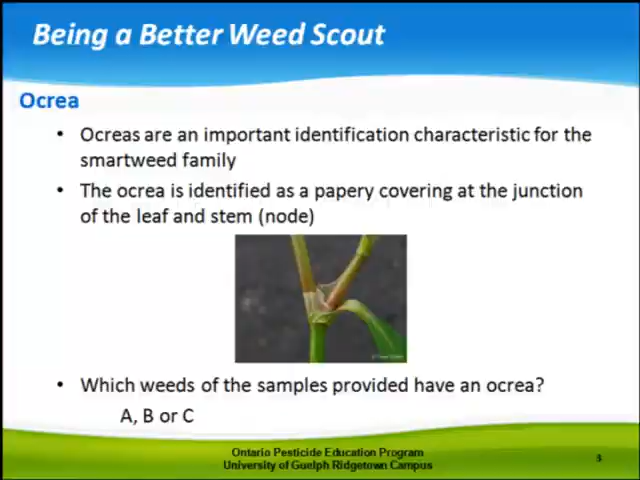 Being a Better Weed Scout
Ocrea
• Ocreas are an important identification characteristic for the
smartweed family
• The ocrea is identified as a papery covering at the junction
of the leaf and stem (node)
• Which weeds of the samples provided have an ocrea?
A, B or C
Ontario Pesticide Education Program
University of Guelph Ridgetown Campus